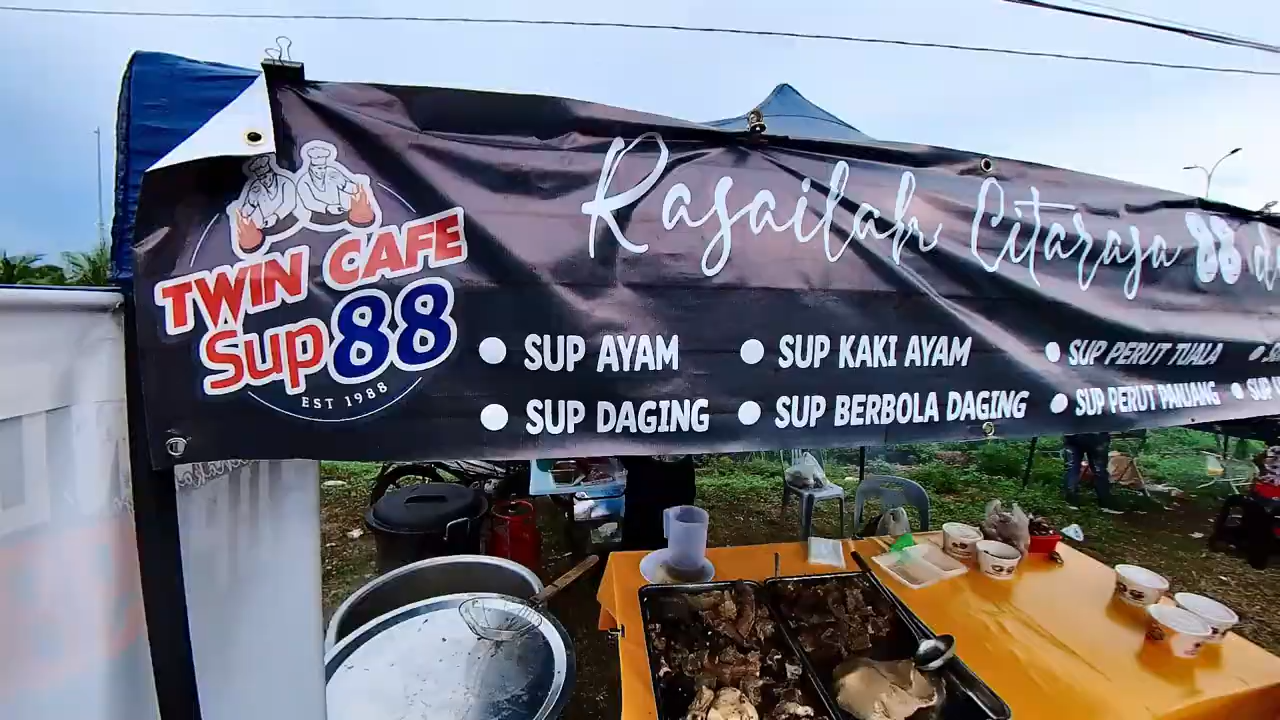 Rasailah Citarasa 88 d
TWIN CAFE
Sup 88
EST 1988
SUP AYAM
SUP KAKI AYAM
SUP PERUT TUALA
SUP DAGING
SUP BERBOLA DAGING
SUP PERUT PANJANG